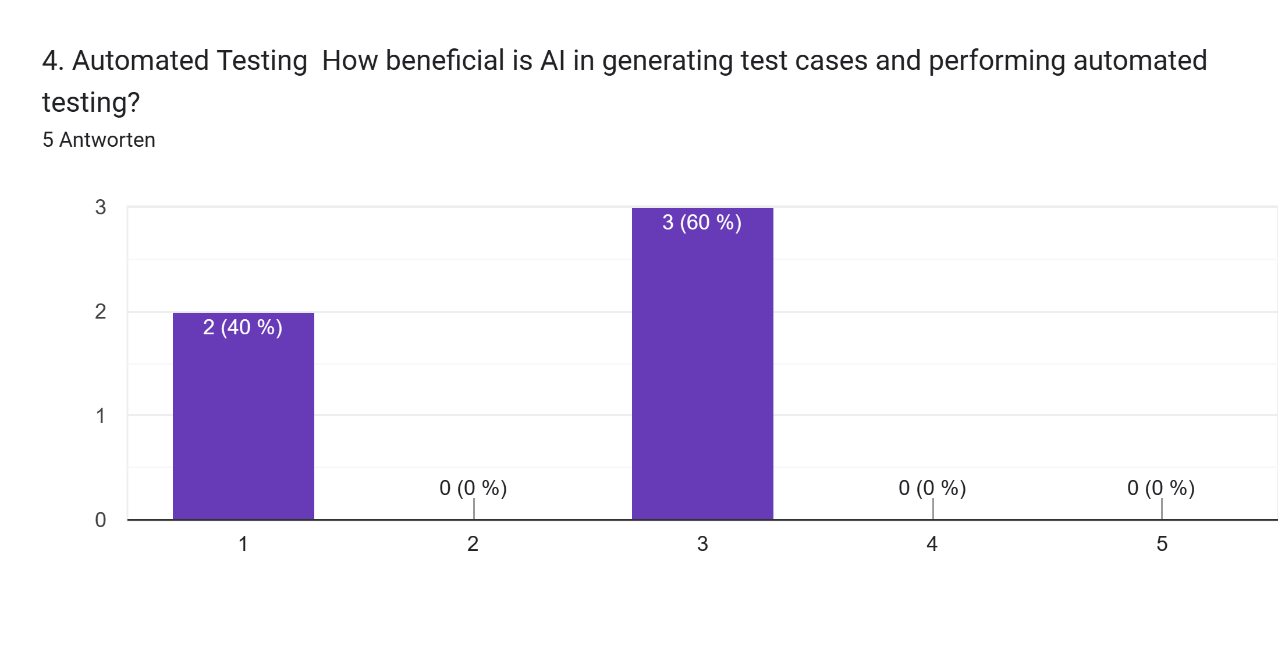 4. Automated Testing  How beneficial is AI in generating test cases and performing automated
testing?
5 Antworten
3
3 (60 %)
2
2 (40 %)
1
0 (0 %)
0 (0 %)
0 (0 %)
0
1
2
3
4
5